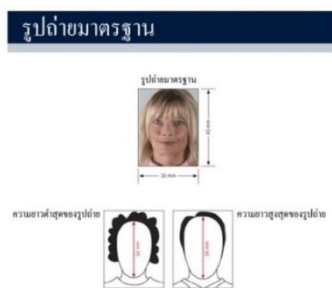 รูปถ่ายมาตรฐาน
รูปถ่ายมาตรฐาน
35 mm
ความยาวต่ำสุดของรูปถ่าย
ความยาวสูงสุดของรูปถ่าย